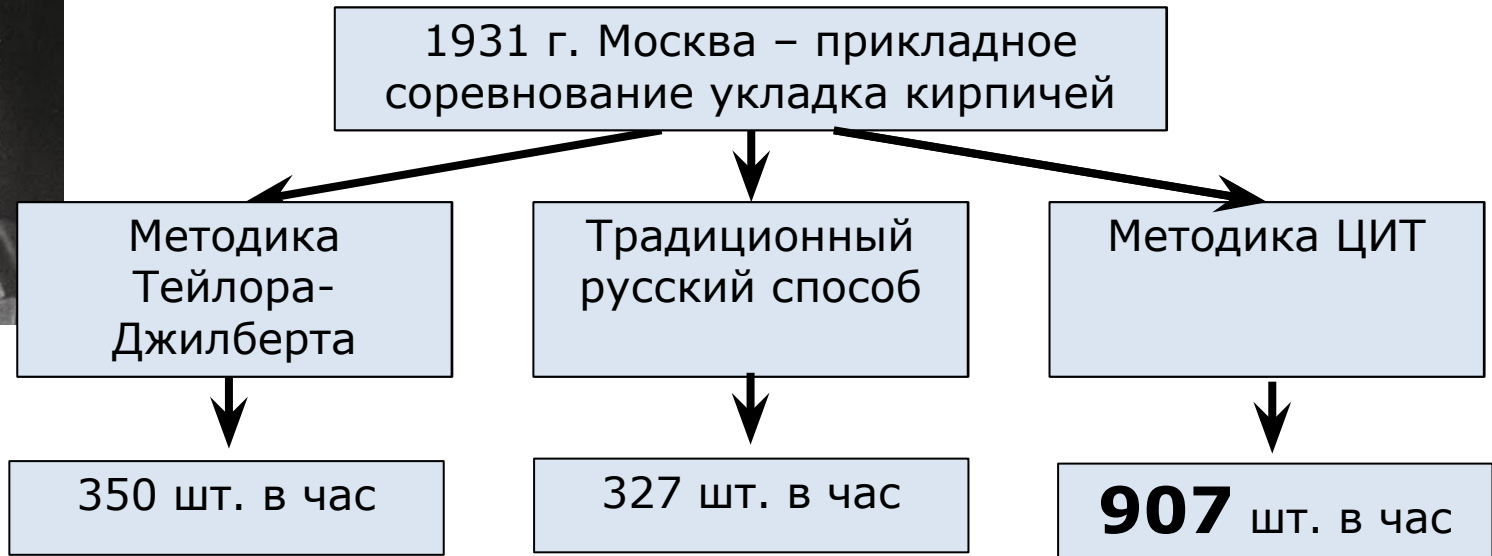 1931 г. Москва – прикладное
соревнование укладка кирпичей
Методика
Тейлора-
Джилберта
Традиционный
русский способ
Методика ЦИТ
350 шт. в час
327 шт. в час
907 шт. в час